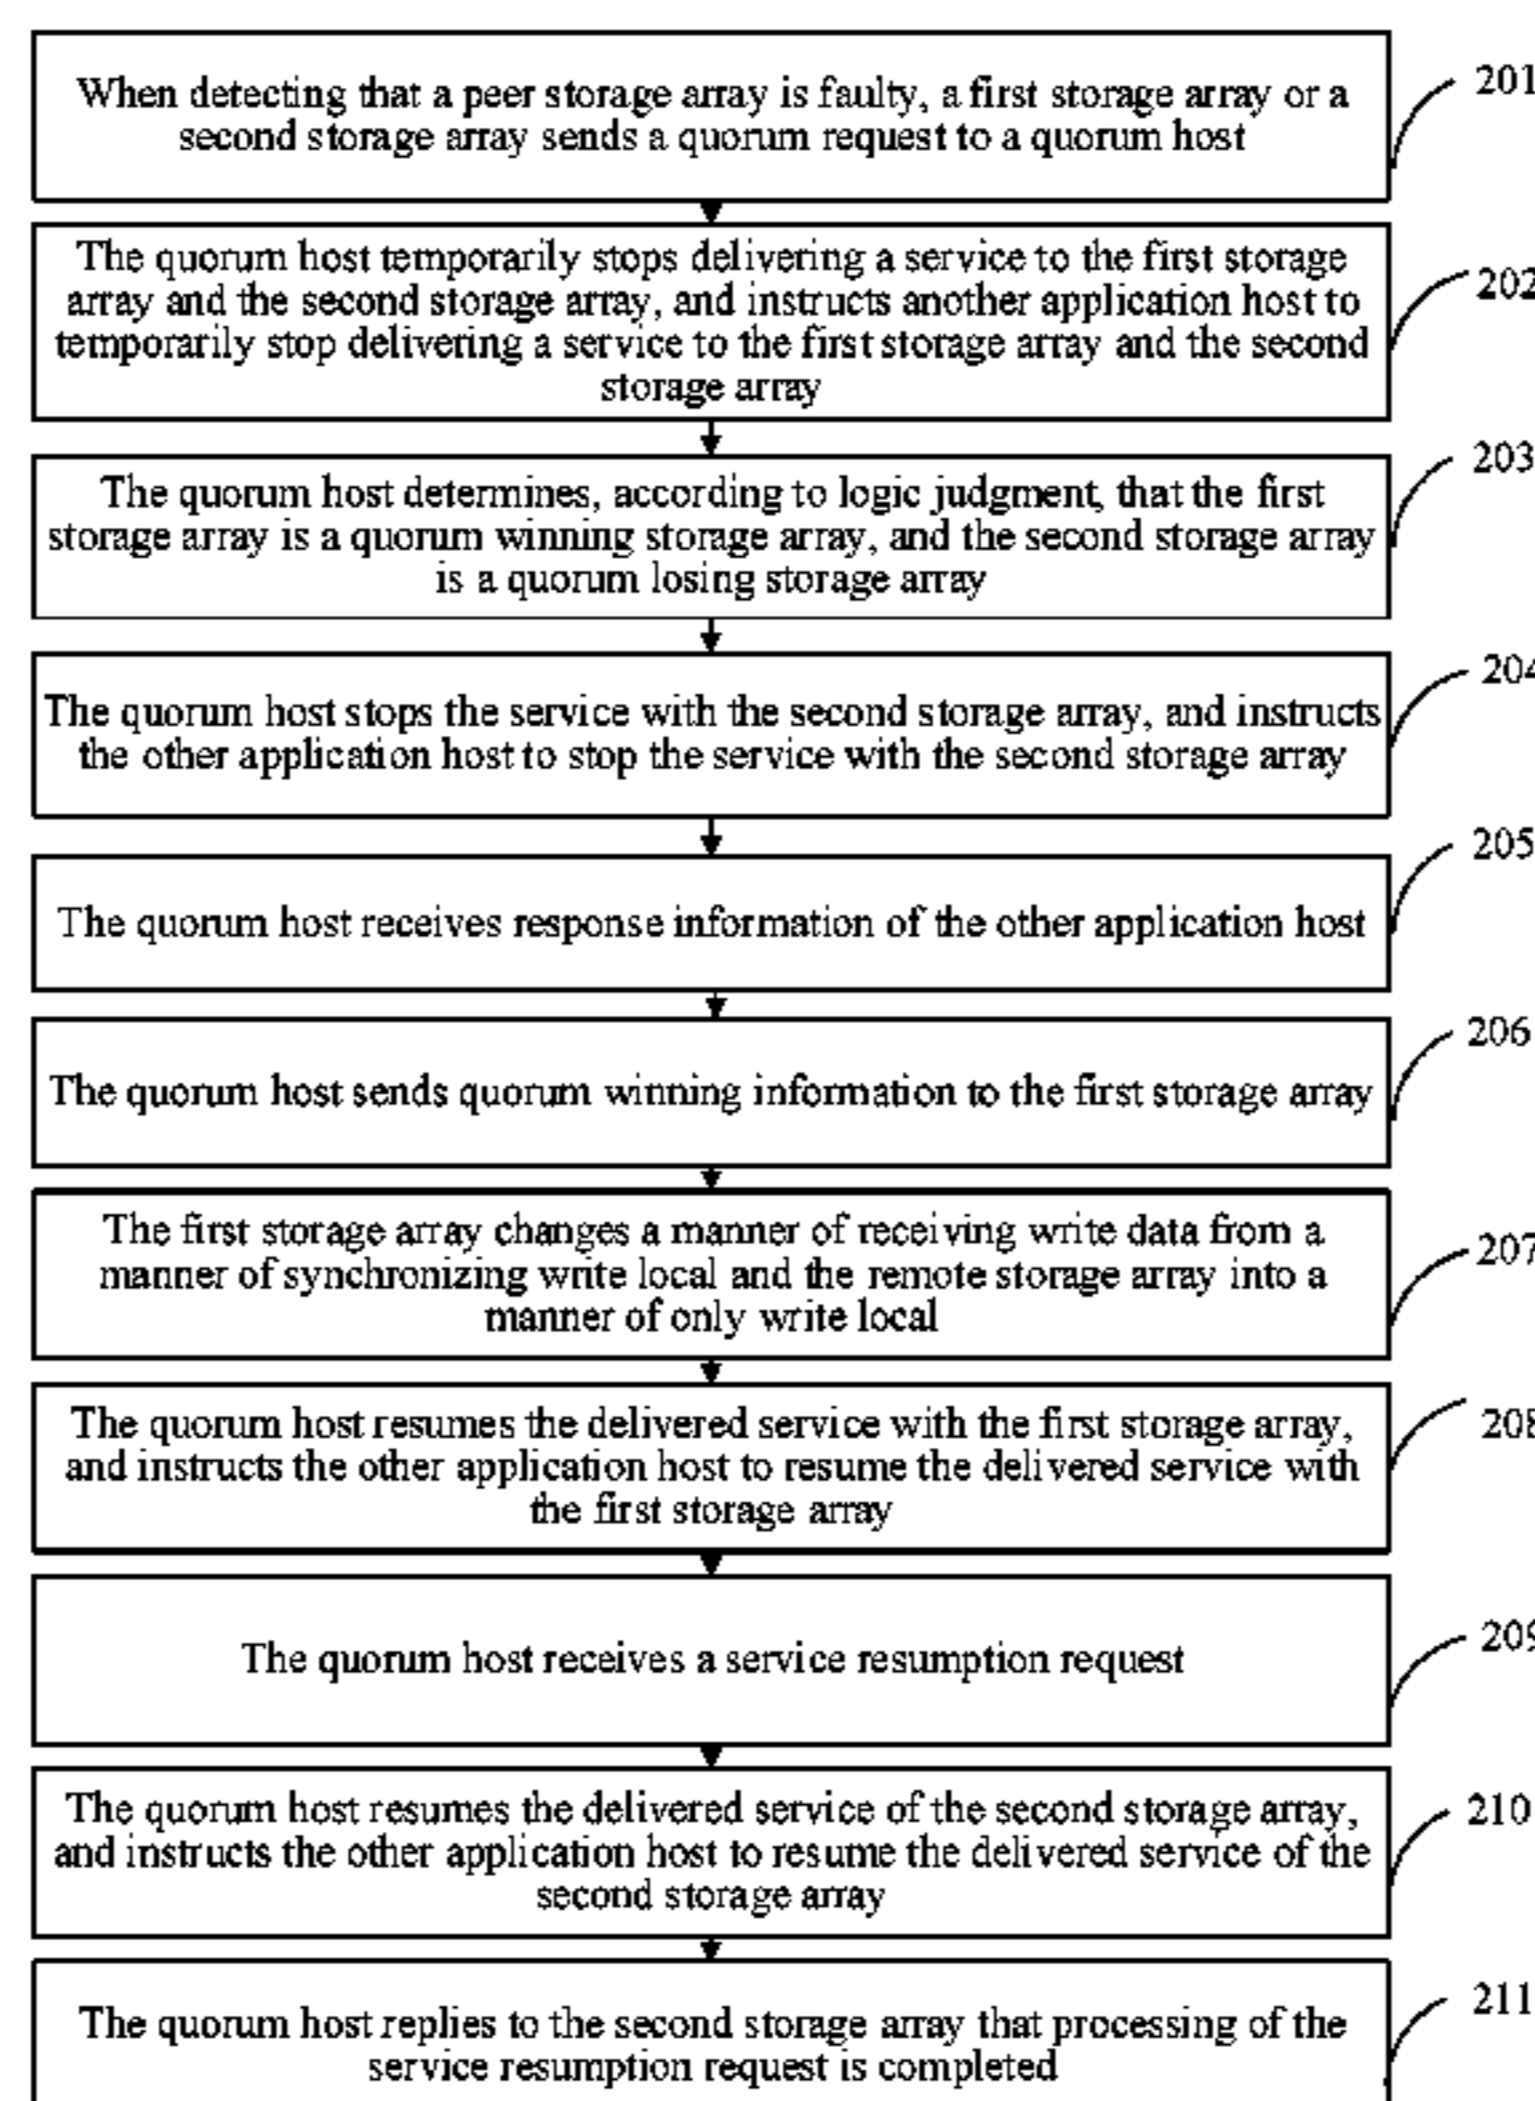 When detecting that a peer storage array is faulty, a first storage array or a
second storage array sends a quorum request to a quorum host
201
The quorum host temporarily stops delivering a service to the first storage
array and the second storage array, and instructs another application host to
temporarily stop delivering a service to the first storage array and the second
storage array
202
The quorum host determines, according to logic judgment, that the first
storage array is a quorum winning storage array, and the second storage array
is a quorum losing storage array
203
The quorum host stops the service with the second storage array, and instructs
the other application host to stop the service with the second storage array
204
The quorum host receives response information of the other application host
205
The quorum host sends quorum winning information to the first storage array
206
The first storage array changes a manner of receiving write data from a
manner of synchronizing write local and the remote storage array into a
manner of only write local
207
The quorum host resumes the delivered service with the first storage array,
and instructs the other application host to resume the delivered service with
the first storage array
208
The quorum host receives a service resumption request
209
The quorum host resumes the delivered service of the second storage array,
and instructs the other application host to resume the delivered service of the
second storage array
210
The quorum host replies to the second storage array that processing of the
service resumption request is completed
211